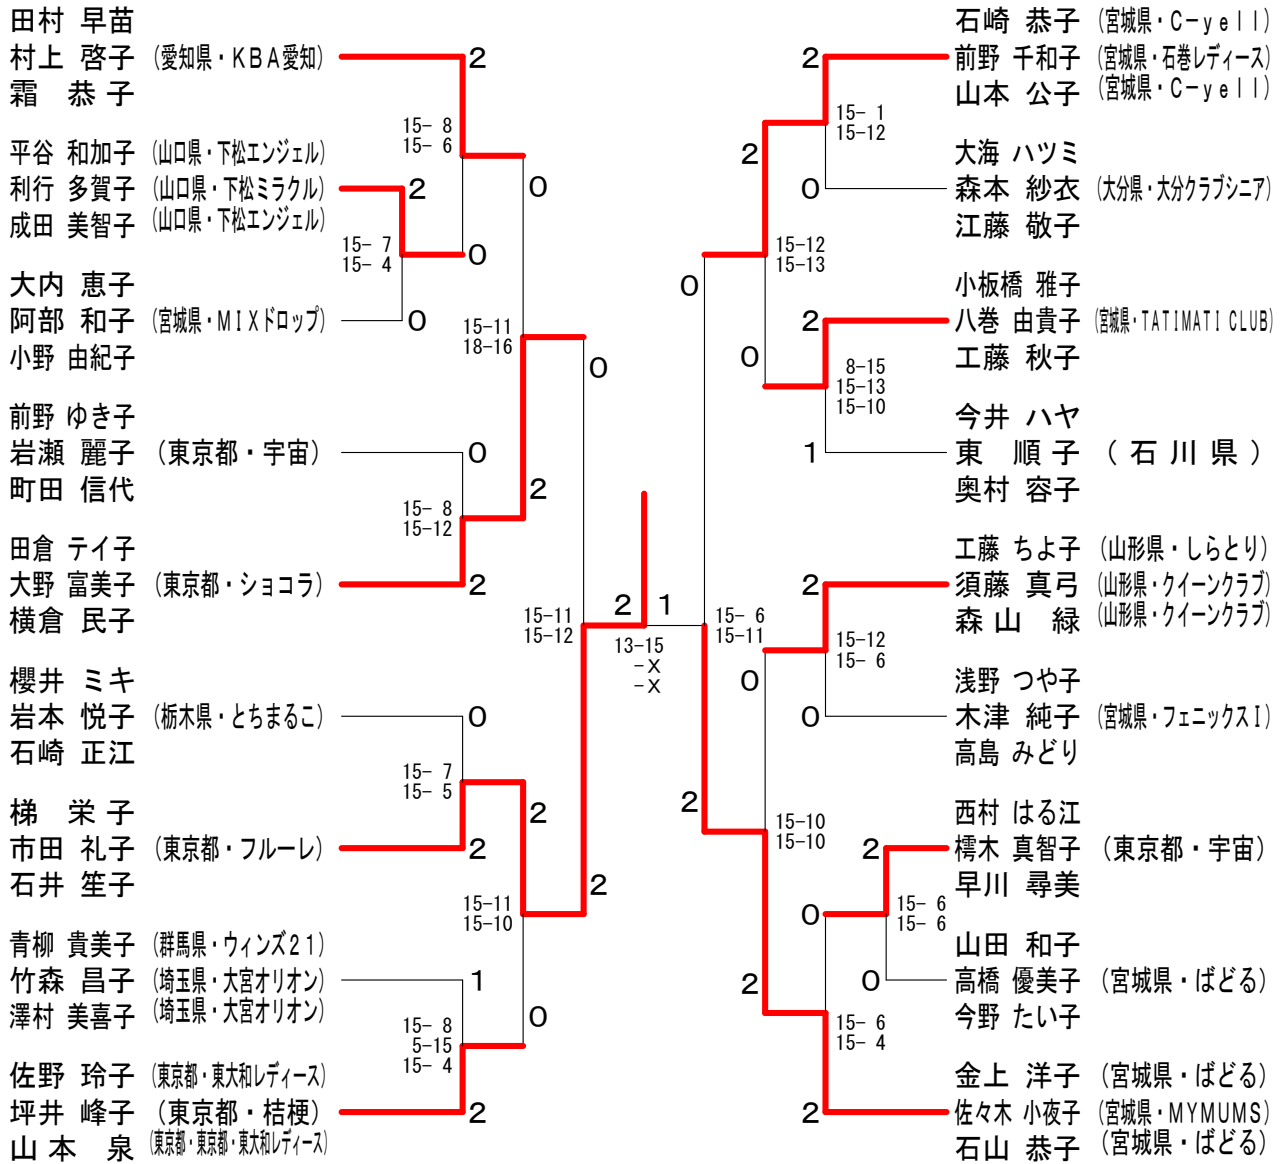 田村 早苗
村上 啓子 (愛知県・KBA愛知)
霜 恭子
2
15- 8
15- 6
平谷 和加子 (山口県・下松エンジェル)
利行 多賀子 (山口県・下松ミラクル)
成田 美智子 (山口県・下松エンジェル)
2
0
15- 7
15- 4
0
大内 恵子
阿部 和子 (宮城県・MIXドロップ)
小野 由紀子
0
15-11
18-16
0
前野 ゆき子
岩瀬 麗子 (東京都・宇宙)
町田 信代
0
15- 8
15-12
2
田倉 テイ子
大野 富美子 (東京都・ショコラ)
横倉 民子
2
15-11
15-12
櫻井 ミキ
岩本 悦子 (栃木県・とちまるこ)
石崎 正江
0
15- 7
15- 5
2
梯 栄子
市田 礼子 (東京都・フルーレ)
石井 笙子
2
2
15-11
15-10
青柳 貴美子 (群馬県・ウィンズ21)
竹森 昌子 (埼玉県・大宮オリオン)
澤村 美喜子 (埼玉県・大宮オリオン)
1
0
15- 8
5-15
15- 4
佐野 玲子 (東京都・東大和レディース)
坪井 峰子 (東京都・桔梗)
山本 泉 (東京都・東京都・東大和レディース)
2
2 1
13-15
-X
-X
石崎 恭子 (宮城県・C-yell)
前野 千和子 (宮城県・石巻レディース)
山本 公子 (宮城県・C-yell)
2
15- 1
15-12
2
大海 ハツミ
森本 紗衣 (大分県・大分クラブシニア)
江藤 敬子
0
15-12
15-13
0
小板橋 雅子
八巻 由貴子 (宮城県・TATIMATI CLUB)
工藤 秋子
2
0
8-15
15-13
15-10
今井 ハヤ
東 順子 (石川県)
奥村 容子
1
工藤 ちよ子 (山形県・しらとり)
須藤 真弓 (山形県・クイーンクラブ)
森山 緑 (山形県・クイーンクラブ)
2
15- 6
15-11
15-12
15- 6
0
浅野 つや子
木津 純子 (宮城県・フェニックスI)
高島 みどり
0
2
15-10
15-10
西村 はる江
樗木 真智子 (東京都・宇宙)
早川 尋美
2
0
15- 6
15- 6
山田 和子
高橋 優美子 (宮城県・ばどる)
今野 たい子
0
2
15- 6
15- 4
金上 洋子 (宮城県・ばどる)
佐々木 小夜子 (宮城県・MYMUMS)
石山 恭子 (宮城県・ばどる)
2